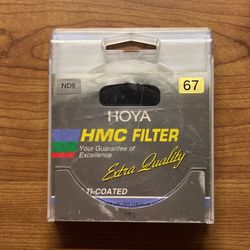 ND8
67
HOYA
HMC FILTER
Your Guarantee of
Excellence
Extra Quality
TI-COATED